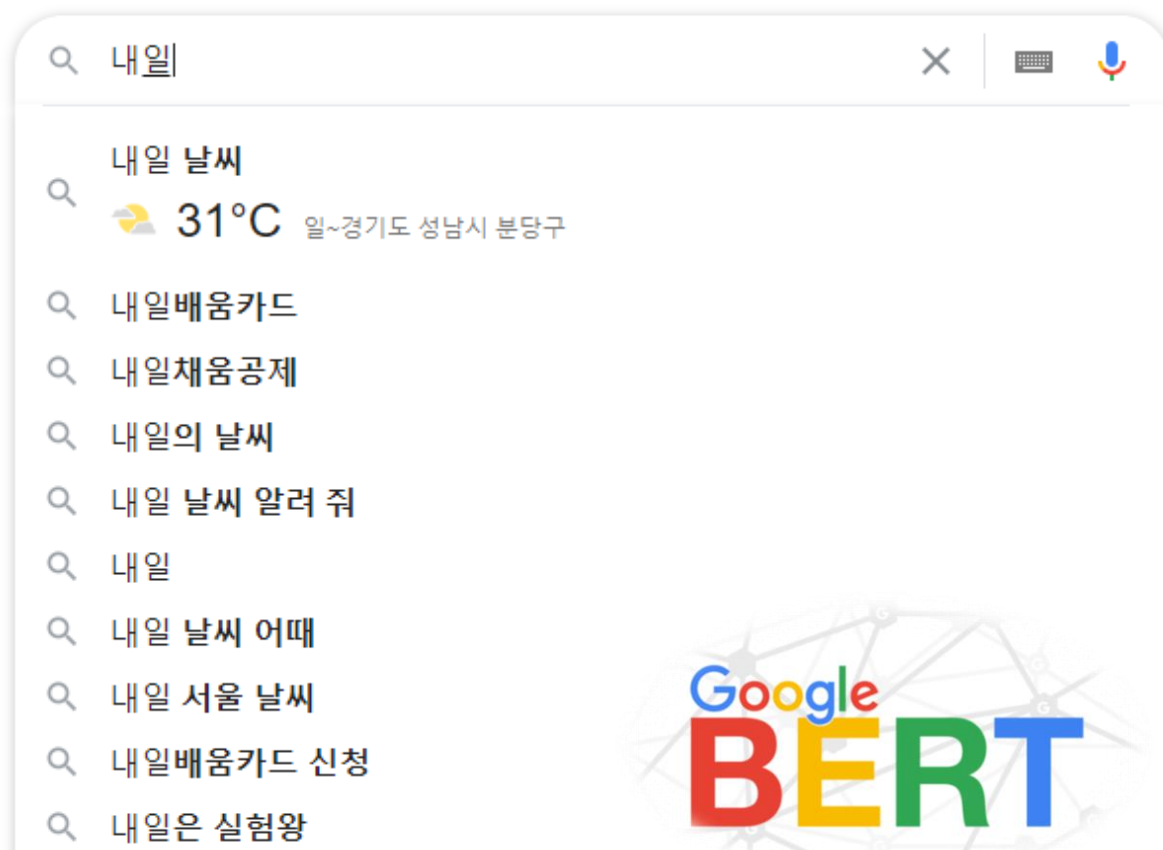 내일
내일 날씨
31°C 일~경기도 성남시 분당구
내일배움카드
내일채움공제
내일의 날씨
내일 날씨 알려 줘
내일
내일 날씨 어때
내일 서울 날씨
내일배움카드 신청
내일은 실험왕
Google
BERT